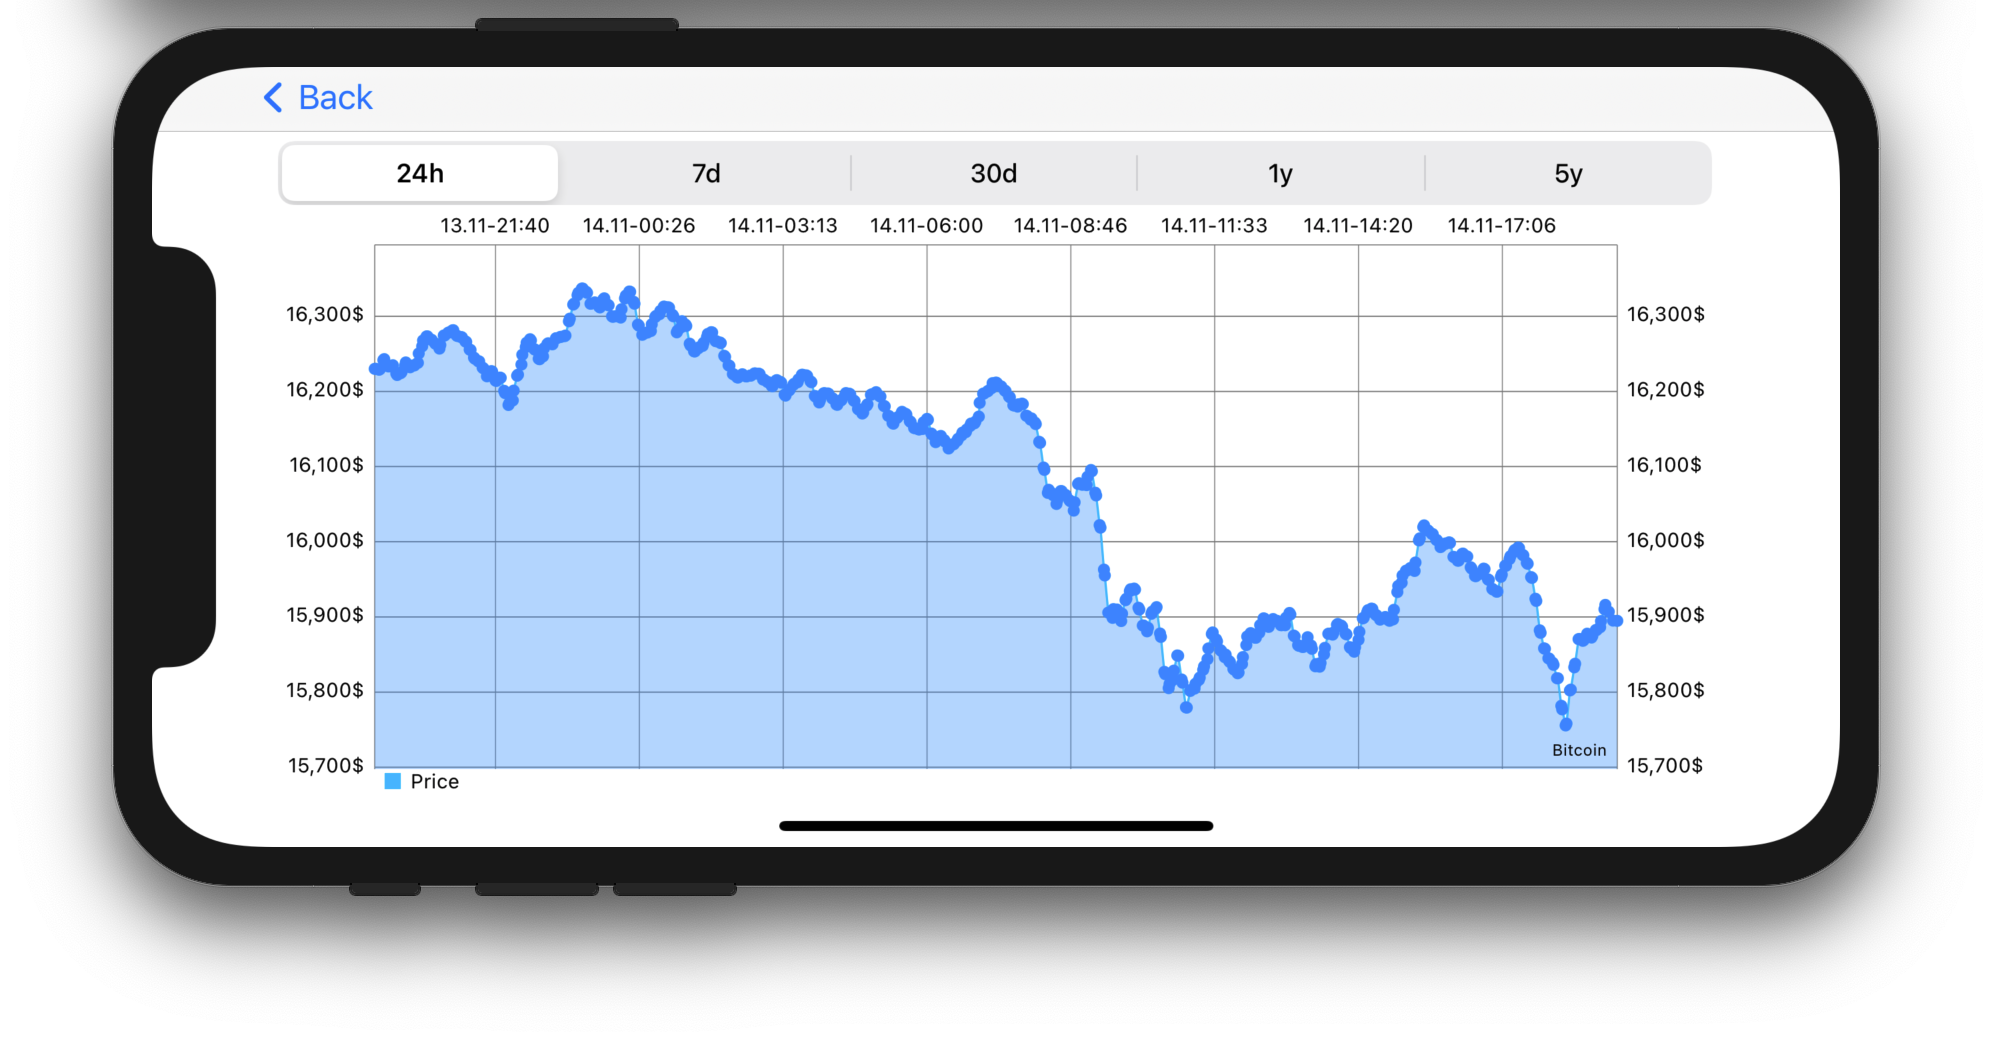 Back
24h 7d 30d 1y 5y
13.11-21:40 14.11-00:26 14.11-03:13 14.11-06:00 14.11-08:46 14.11-11:33 14.11-14:20 14.11-17:06
16,300$ 16,300$
16,200$ 16,200$
16,100$ 16,100$
16,000$ 16,000$
15,900$ 15,900$
15,800$ 15,800$
Bitcoin
15,700$ 15,700$
Price